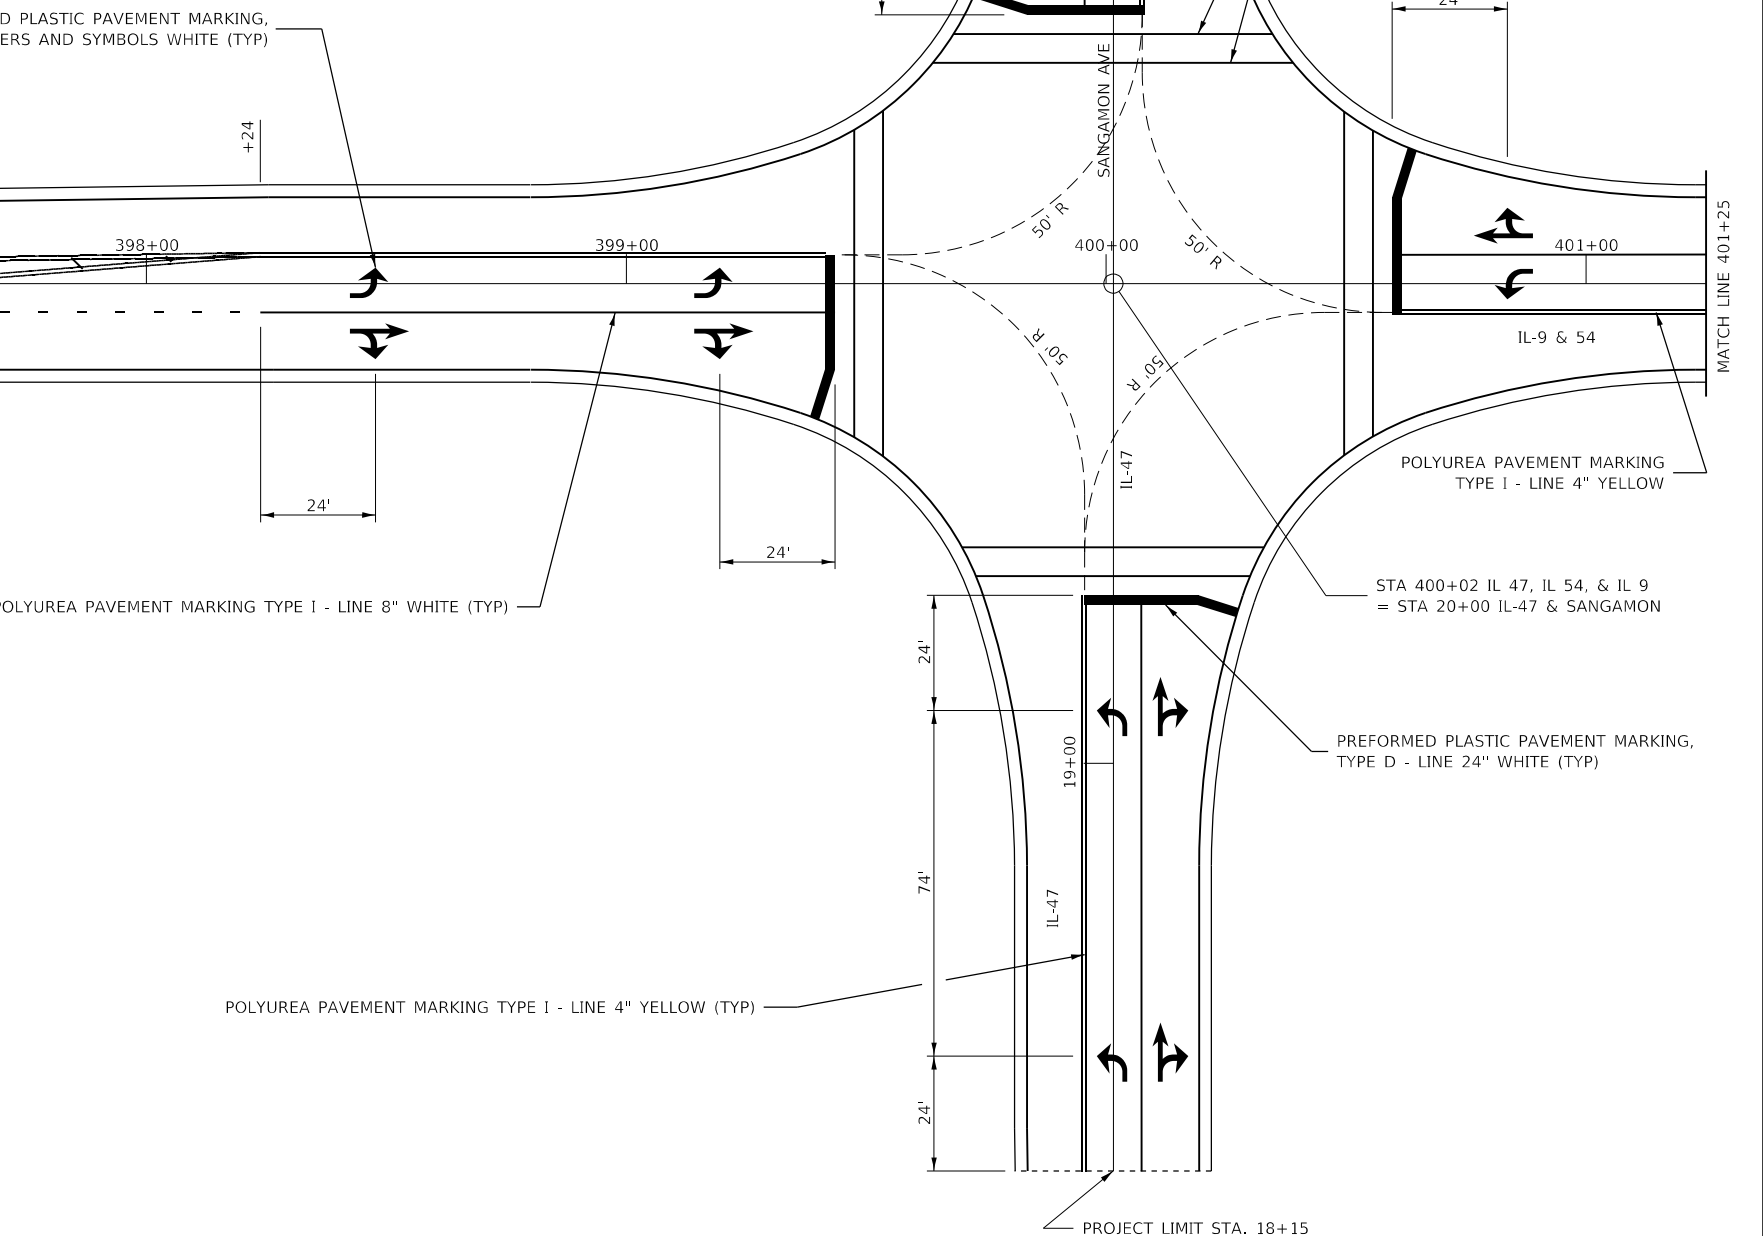 D PLASTIC PAVEMENT MARKING,
ERS AND SYMBOLS WHITE (TYP)
24'
SANGAMON AVE
+24
398+00
399+00
400+00
401+00
50' R
50' R
50' R
50' R
MATCH LINE 401+25
IL-9 & 54
IL-47
POLYUREA PAVEMENT MARKING
TYPE I - LINE 4" YELLOW
24'
24'
POLYUREA PAVEMENT MARKING TYPE I - LINE 8" WHITE (TYP)
STA 400+02 IL 47, IL 54, & IL 9
= STA 20+00 IL-47 & SANGAMON
24'
19+00
PREFORMED PLASTIC PAVEMENT MARKING,
TYPE D - LINE 24" WHITE (TYP)
74'
IL-47
POLYUREA PAVEMENT MARKING TYPE I - LINE 4" YELLOW (TYP)
24'
PROJECT LIMIT STA. 18+15